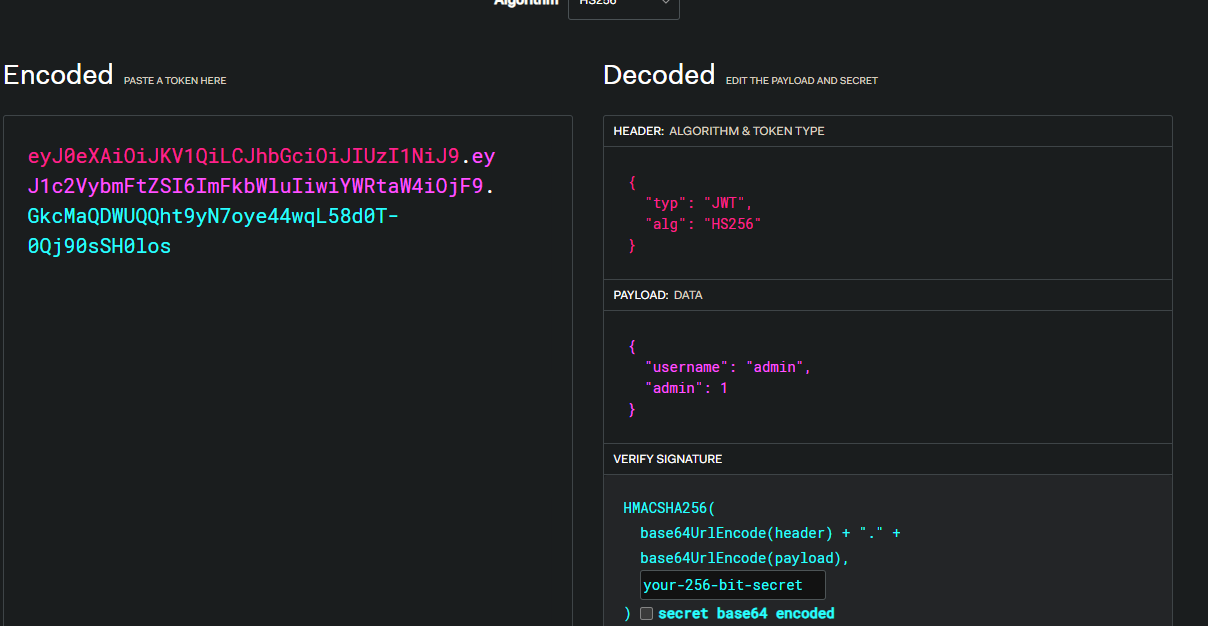 Algorithm HS256
Encoded PASTE A TOKEN HERE
eyJ0eXAiOiJKV1QiLCJhbGciOiJIUzI1NiJ9.ey
J1c2VybmFtZSI6ImFkbWluIiwiYWRtaW4iOjF9.
GkcMaQDWUQQht9yN7oye44wqL58d0T-
0Qj90sSH0los
Decoded EDIT THE PAYLOAD AND SECRET
HEADER: ALGORITHM & TOKEN TYPE
{
"typ": "JWT",
"alg": "HS256"
}
PAYLOAD: DATA
{
"username": "admin",
"admin": 1
}
VERIFY SIGNATURE
HMACSHA256(
base64UrlEncode(header) + "." +
base64UrlEncode(payload),
your-256-bit-secret
) secret base64 encoded